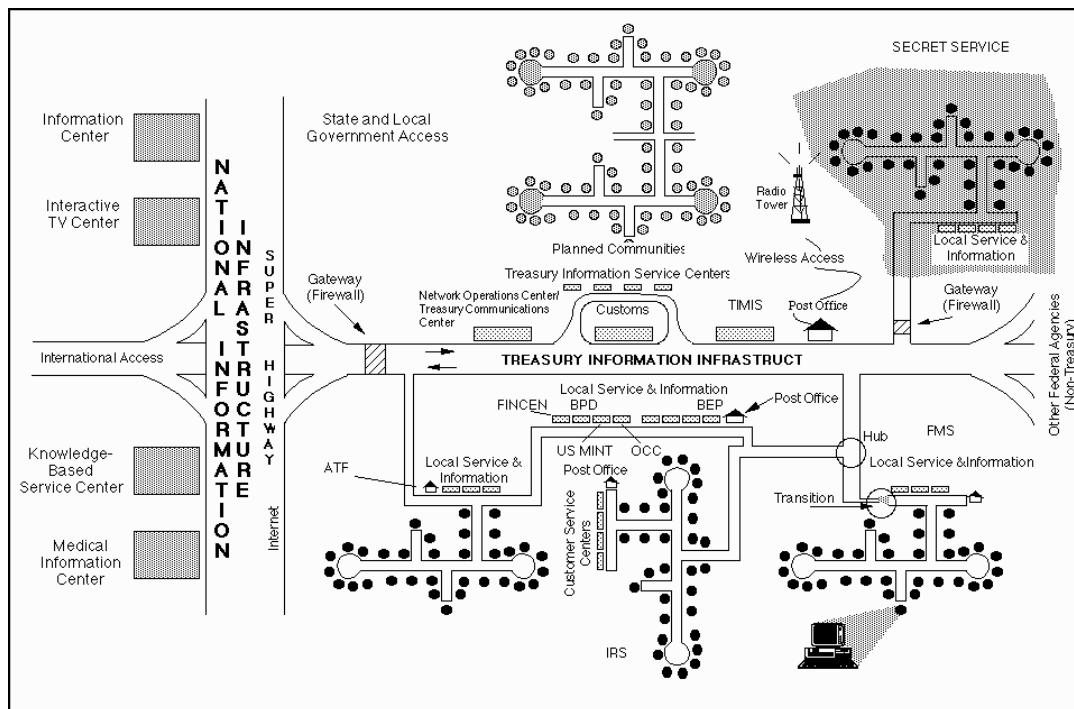 SECRET SERVICE
Information
Center
State and Local
Government Access
Interactive
TV Center
NATIONAL INFORMATION
INFRASTRUCTURE
SUPER HIGHWAY
Internet
Radio
Tower
Planned Communities
Wireless Access
Local Service &
Information
Treasury Information Service Centers
Gateway
(Firewall)
Network Operations Center/
Treasury Communications
Center
Customs
TIMIS
Post Office
Gateway
(Firewall)
International Access
TREASURY INFORMATION INFRASTRUCT
Other Federal Agencies
(Non-Treasury)
Local Service & Information
FINCEN
BPD
BEP
Post Office
US MINT
OCC
Hub
FMS
Knowledge-
Based
Service Center
ATF
Local Service &
Information
Post Office
Local Service &Information
Transition
Customer Service
Centers
Medical
Information
Center
IRS